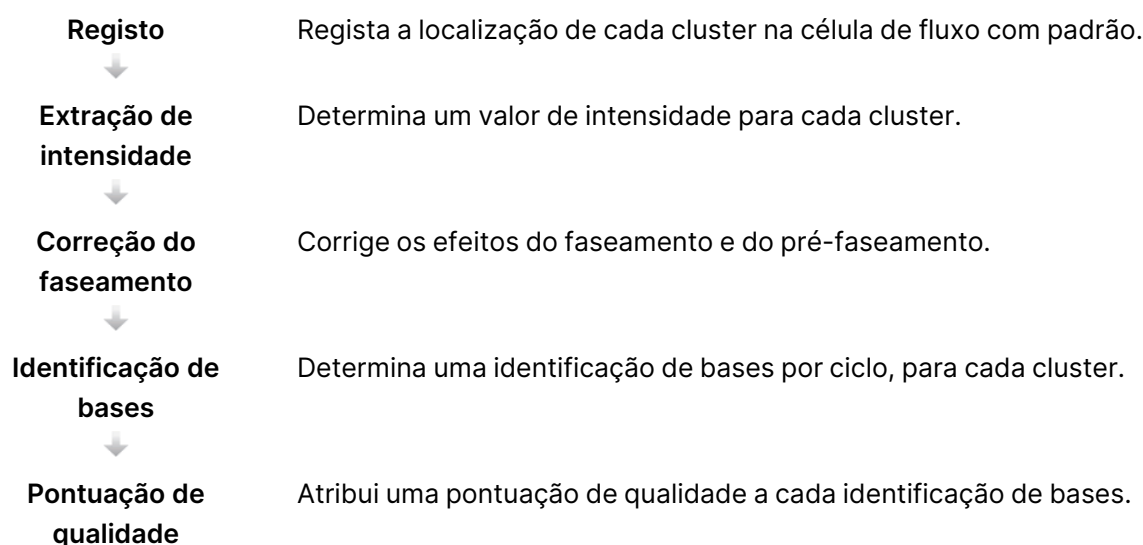 Registo
Regista a localização de cada cluster na célula de fluxo com padrão.
Extração de
intensidade
Determina um valor de intensidade para cada cluster.
Correção do
faseamento
Corrige os efeitos do faseamento e do pré-faseamento.
Identificação de
bases
Determina uma identificação de bases por ciclo, para cada cluster.
Pontuação de
qualidade
Atribui uma pontuação de qualidade a cada identificação de bases.